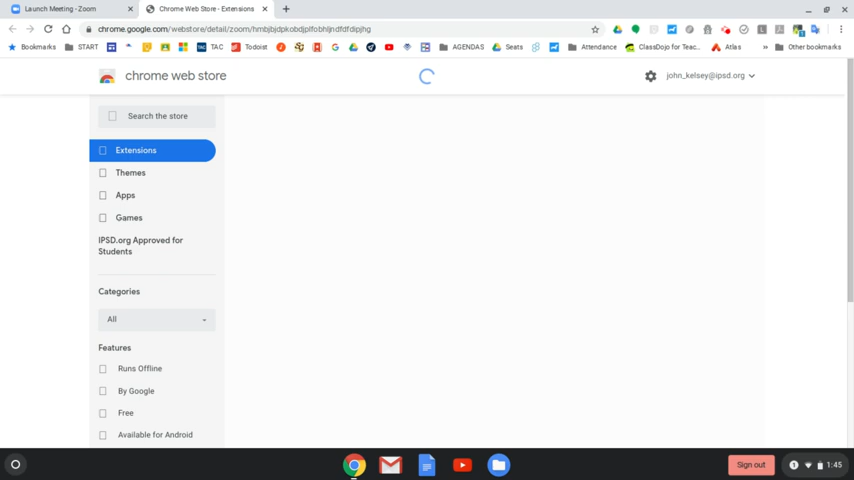 Launch Meeting - Zoom
Chrome Web Store - Extensions
chrome.google.com/webstore/detail/zoom/hmbjbjdpkobdjplfobhljndfdfdipjhg
Bookmarks START TAC TAC Todoist AGENDAS Seats Attendance ClassDojo for Teac... Atlas » Other bookmarks
chrome web store
john_kelsey@ipsd.org
Search the store
Extensions
Themes
Apps
Games
IPSD.org Approved for
Students
Categories
All
Features
Runs Offline
By Google
Free
Available for Android
Sign out
1 1:45